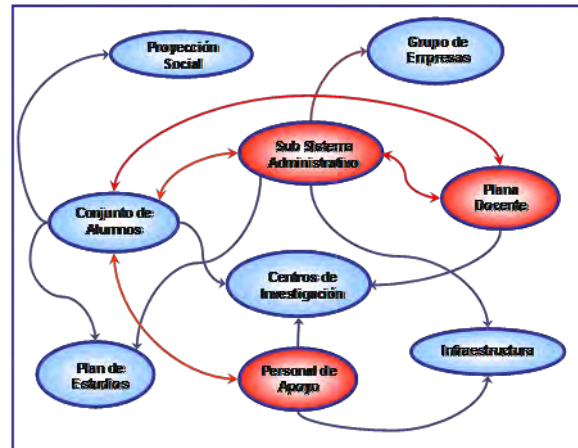 Proyección
Social
Grupo de
Empresas
Sub Sistema
Administrativo
Plana
Docente
Conjunto de
Alumnos
Centros de
Investigación
Plan de
Estudios
Personal de
Apoyo
Infraestructura